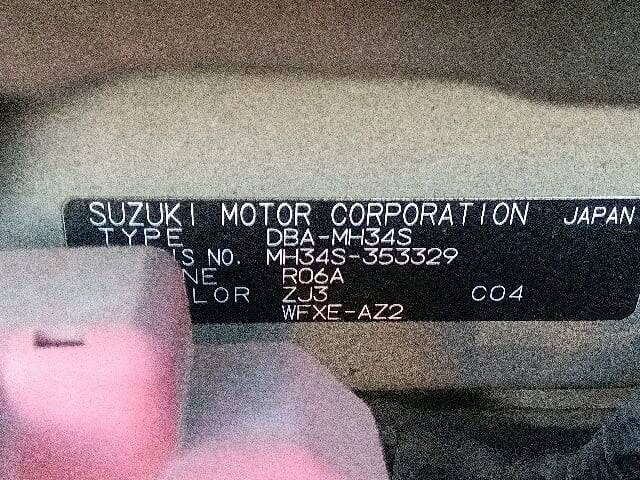 SUZUKI MOTOR CORPORATION JAPAN
TYPE DBA-MH34S
IS NO. MH34S-353329
NE R06A
LOR ZJ3 C04
WFXE-AZ2